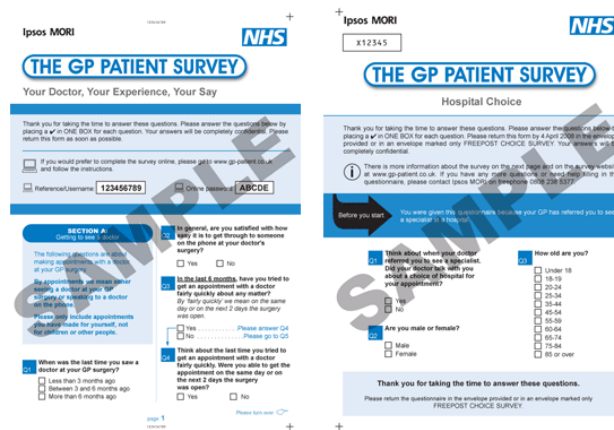 Ipsos MORI
NHS
THE GP PATIENT SURVEY
Your Doctor, Your Experience, Your Say
Thank you for taking the time to answer these questions. Please answer the questions below by
placing a ✔ in ONE BOX for each question. Your answers will be completely confidential. Please
return this form as soon as possible.
If you would prefer to complete the survey online, please go to www.gp-patient.co.uk
and follow the instructions.
Reference/Username: 123456789 Online password: ABCDE
SECTION A:
Getting to see a doctor
The following questions are about
making appointments with a doctor
at your GP surgery.
By appointments we mean either
seeing a doctor at your GP
surgery or speaking to a doctor
on the phone.
Please only include appointments
you have made for yourself, not
for children or other people.
Q1 When was the last time you saw a
doctor at your GP surgery?
Less than 3 months ago
Between 3 and 6 months ago
More than 6 months ago
Q2 In general, are you satisfied with how
easy it is to get through to someone
on the phone at your doctor's
surgery?
Yes No
Q3 In the last 6 months, have you tried to
get an appointment with a doctor
fairly quickly about any matter?
By 'fairly quickly' we mean on the same
day or on the next 2 days the surgery
was open.
Yes Please answer Q4
No Please go to Q5
Q4 Think about the last time you tried to
get an appointment with a doctor
fairly quickly. Were you able to get the
appointment on the same day or on
the next 2 days the surgery
was open?
Yes No
page 1
Please turn over
SAMPLE
Ipsos MORI
NHS
X12345
THE GP PATIENT SURVEY
Hospital Choice
Thank you for taking the time to answer these questions. Please answer the questions below
placing a ✔ in ONE BOX for each question. Please return this form by 4 April 2008 in the envelope
provided or in an envelope marked only FREEPOST CHOICE SURVEY. Your answers will
completely confidential.
There is more information about the survey on the next page and on the survey website
at www.gp-patient.co.uk. If you have any more questions or need help filling in the
questionnaire, please contact Ipsos MORI on freephone 0808 238 5377
Before you start
You were given this questionnaire because your GP has referred you to see
a specialist in a hospital
Q1 Think about when your doctor
referred you to see a specialist.
Did your doctor talk with you
about a choice of hospital for
your appointment?
Yes
No
Q2 Are you male or female?
Male
Female
Q3 How old are you?
Under 18
18-19
20-24
25-34
35-44
45-54
55-59
60-64
65-74
75-84
85 or over
Thank you for taking the time to answer these questions.
Please return the questionnaire in the envelope provided or in an envelope marked only
FREEPOST CHOICE SURVEY.
SAMPLE